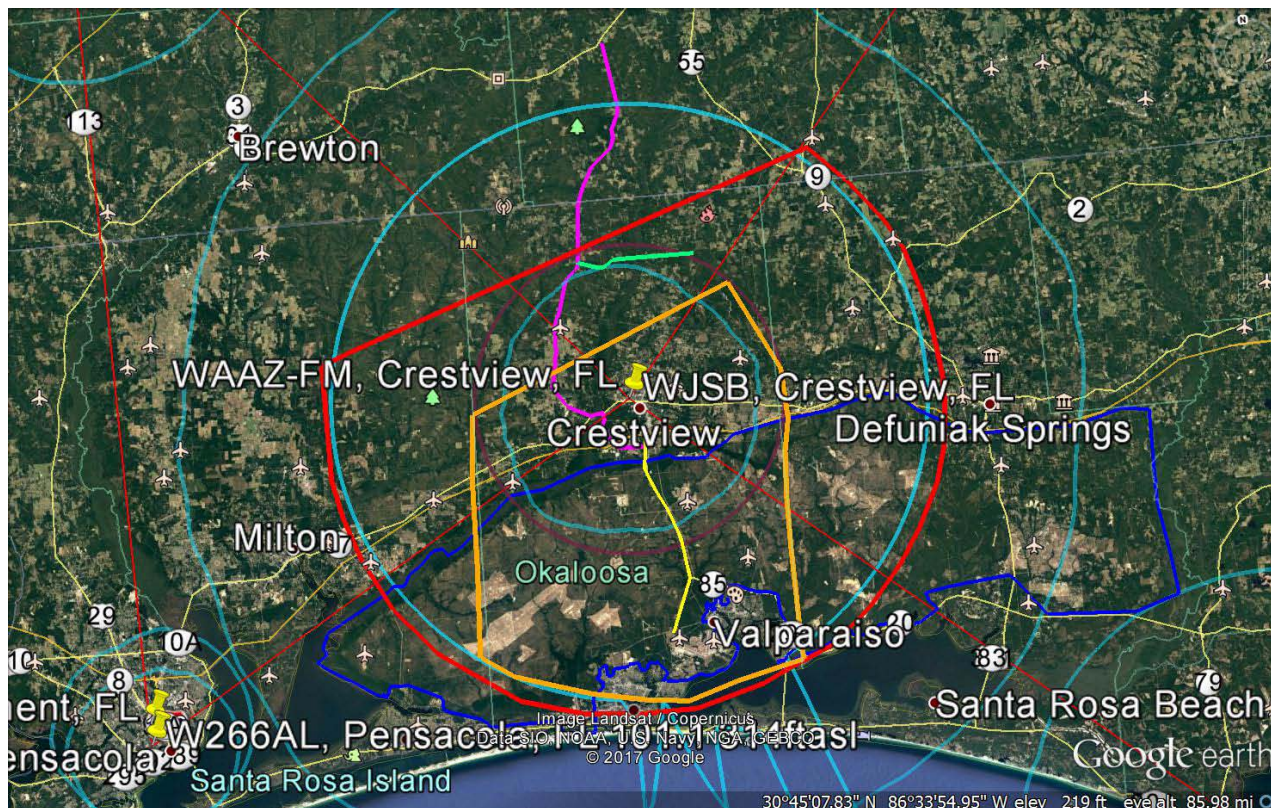 55
113
3
Brewton
9
2
WAAZ-FM, Crestview, FL
WJSB, Crestview, FL
Crestview
Defuniak Springs
Milton
Okaloosa
85
29
10A
Valparaiso
20
10
8
83
79
Santa Rosa Beach
ent, FL
W266AL, Pensacola
ensacola
289
Image Landsat / Copernicus
Data SIO, NOAA, U.S. Navy, NGA, GEBCO
© 2017 Google
Google earth
Santa Rosa Island
30°45'07.83" N 86°33'54.95" W elev 219 ft eye alt 85.98 mi